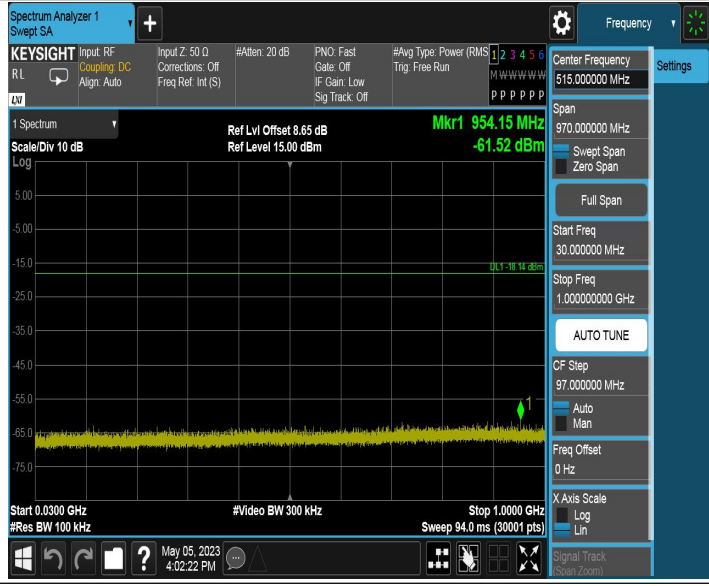 Spectrum Analyzer 1
Swept SA
Frequency
KEYSIGHT
R L
LXI
Input: RF
Coupling: DC
Align: Auto
Input Z: 50 Ω
Corrections: Off
Freq Ref: Int (S)
#Atten: 20 dB
PNO: Fast
Gate: Off
IF Gain: Low
Sig Track: Off
#Avg Type: Power (RMS
Trig: Free Run
1 2 3 4 5 6
M W W W W W
P P P P P P
1 Spectrum
Scale/Div 10 dB
Log
Ref Lvl Offset 8.65 dB
Ref Level 15.00 dBm
Mkr1 954.15 MHz
-61.52 dBm
5.00
-5.00
-15.0
-25.0
-35.0
-45.0
-55.0
-65.0
-75.0
DL1 -18.14 dBm
1
Start 0.0300 GHz
#Res BW 100 kHz
#Video BW 300 kHz
Stop 1.0000 GHz
Sweep 94.0 ms (30001 pts)
May 05, 2023
4:02:22 PM
Center Frequency
515.000000 MHz
Span
970.000000 MHz
Swept Span
Zero Span
Full Span
Start Freq
30.000000 MHz
Stop Freq
1.000000000 GHz
AUTO TUNE
CF Step
97.000000 MHz
Auto
Man
Freq Offset
0 Hz
X Axis Scale
Log
Lin
Signal Track
(Span Zoom)
Settings